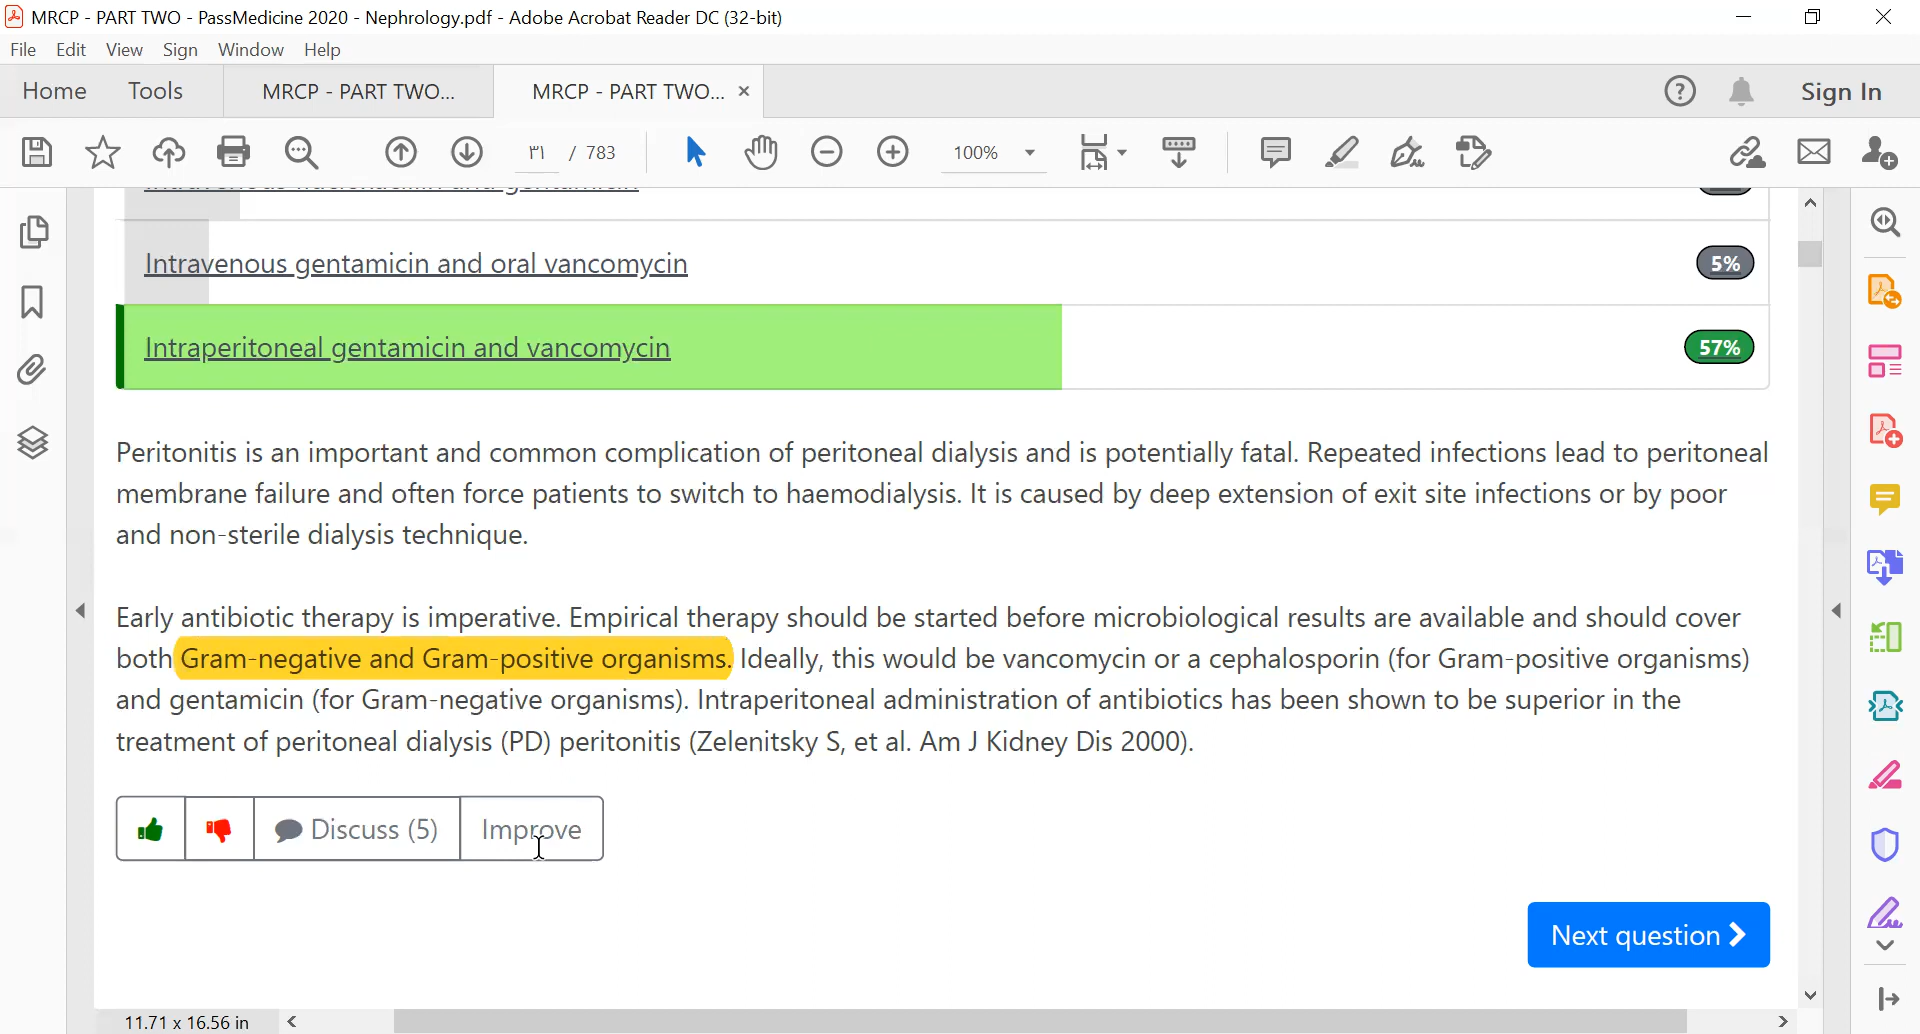 MRCP - PART TWO - PassMedicine 2020 - Nephrology.pdf - Adobe Acrobat Reader DC (32-bit)
File Edit View Sign Window Help
Home Tools MRCP - PART TWO... MRCP - PART TWO... × Sign In
٣١ / 783 100%
Intravenous gentamicin and oral vancomycin 5%
Intraperitoneal gentamicin and vancomycin 57%
Peritonitis is an important and common complication of peritoneal dialysis and is potentially fatal. Repeated infections lead to peritoneal
membrane failure and often force patients to switch to haemodialysis. It is caused by deep extension of exit site infections or by poor
and non-sterile dialysis technique.
Early antibiotic therapy is imperative. Empirical therapy should be started before microbiological results are available and should cover
both Gram-negative and Gram-positive organisms. Ideally, this would be vancomycin or a cephalosporin (for Gram-positive organisms)
and gentamicin (for Gram-negative organisms). Intraperitoneal administration of antibiotics has been shown to be superior in the
treatment of peritoneal dialysis (PD) peritonitis (Zelenitsky S, et al. Am J Kidney Dis 2000).
Discuss (5) Improve
Next question
11.71 x 16.56 in